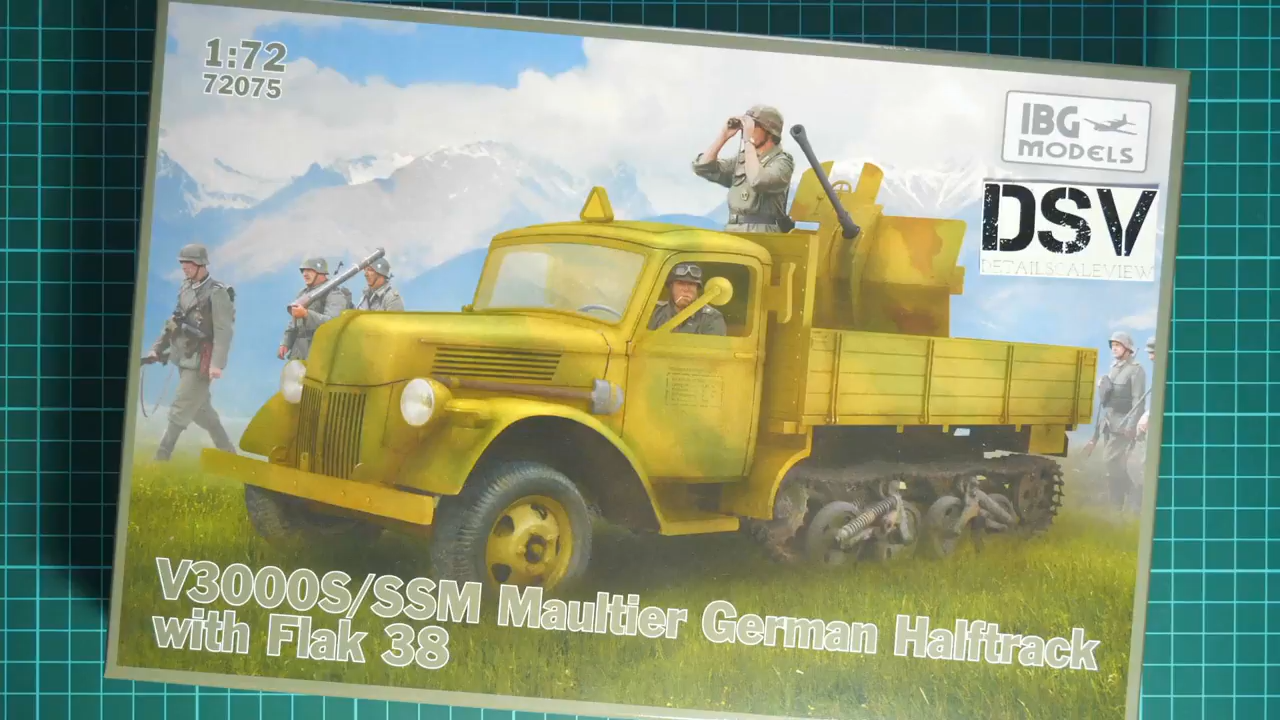 1:72
72075
IBG
MODELS
DSV
DETAILSCALEVIEW
V3000S/SSM Maultier German Halftrack
with Flak 38